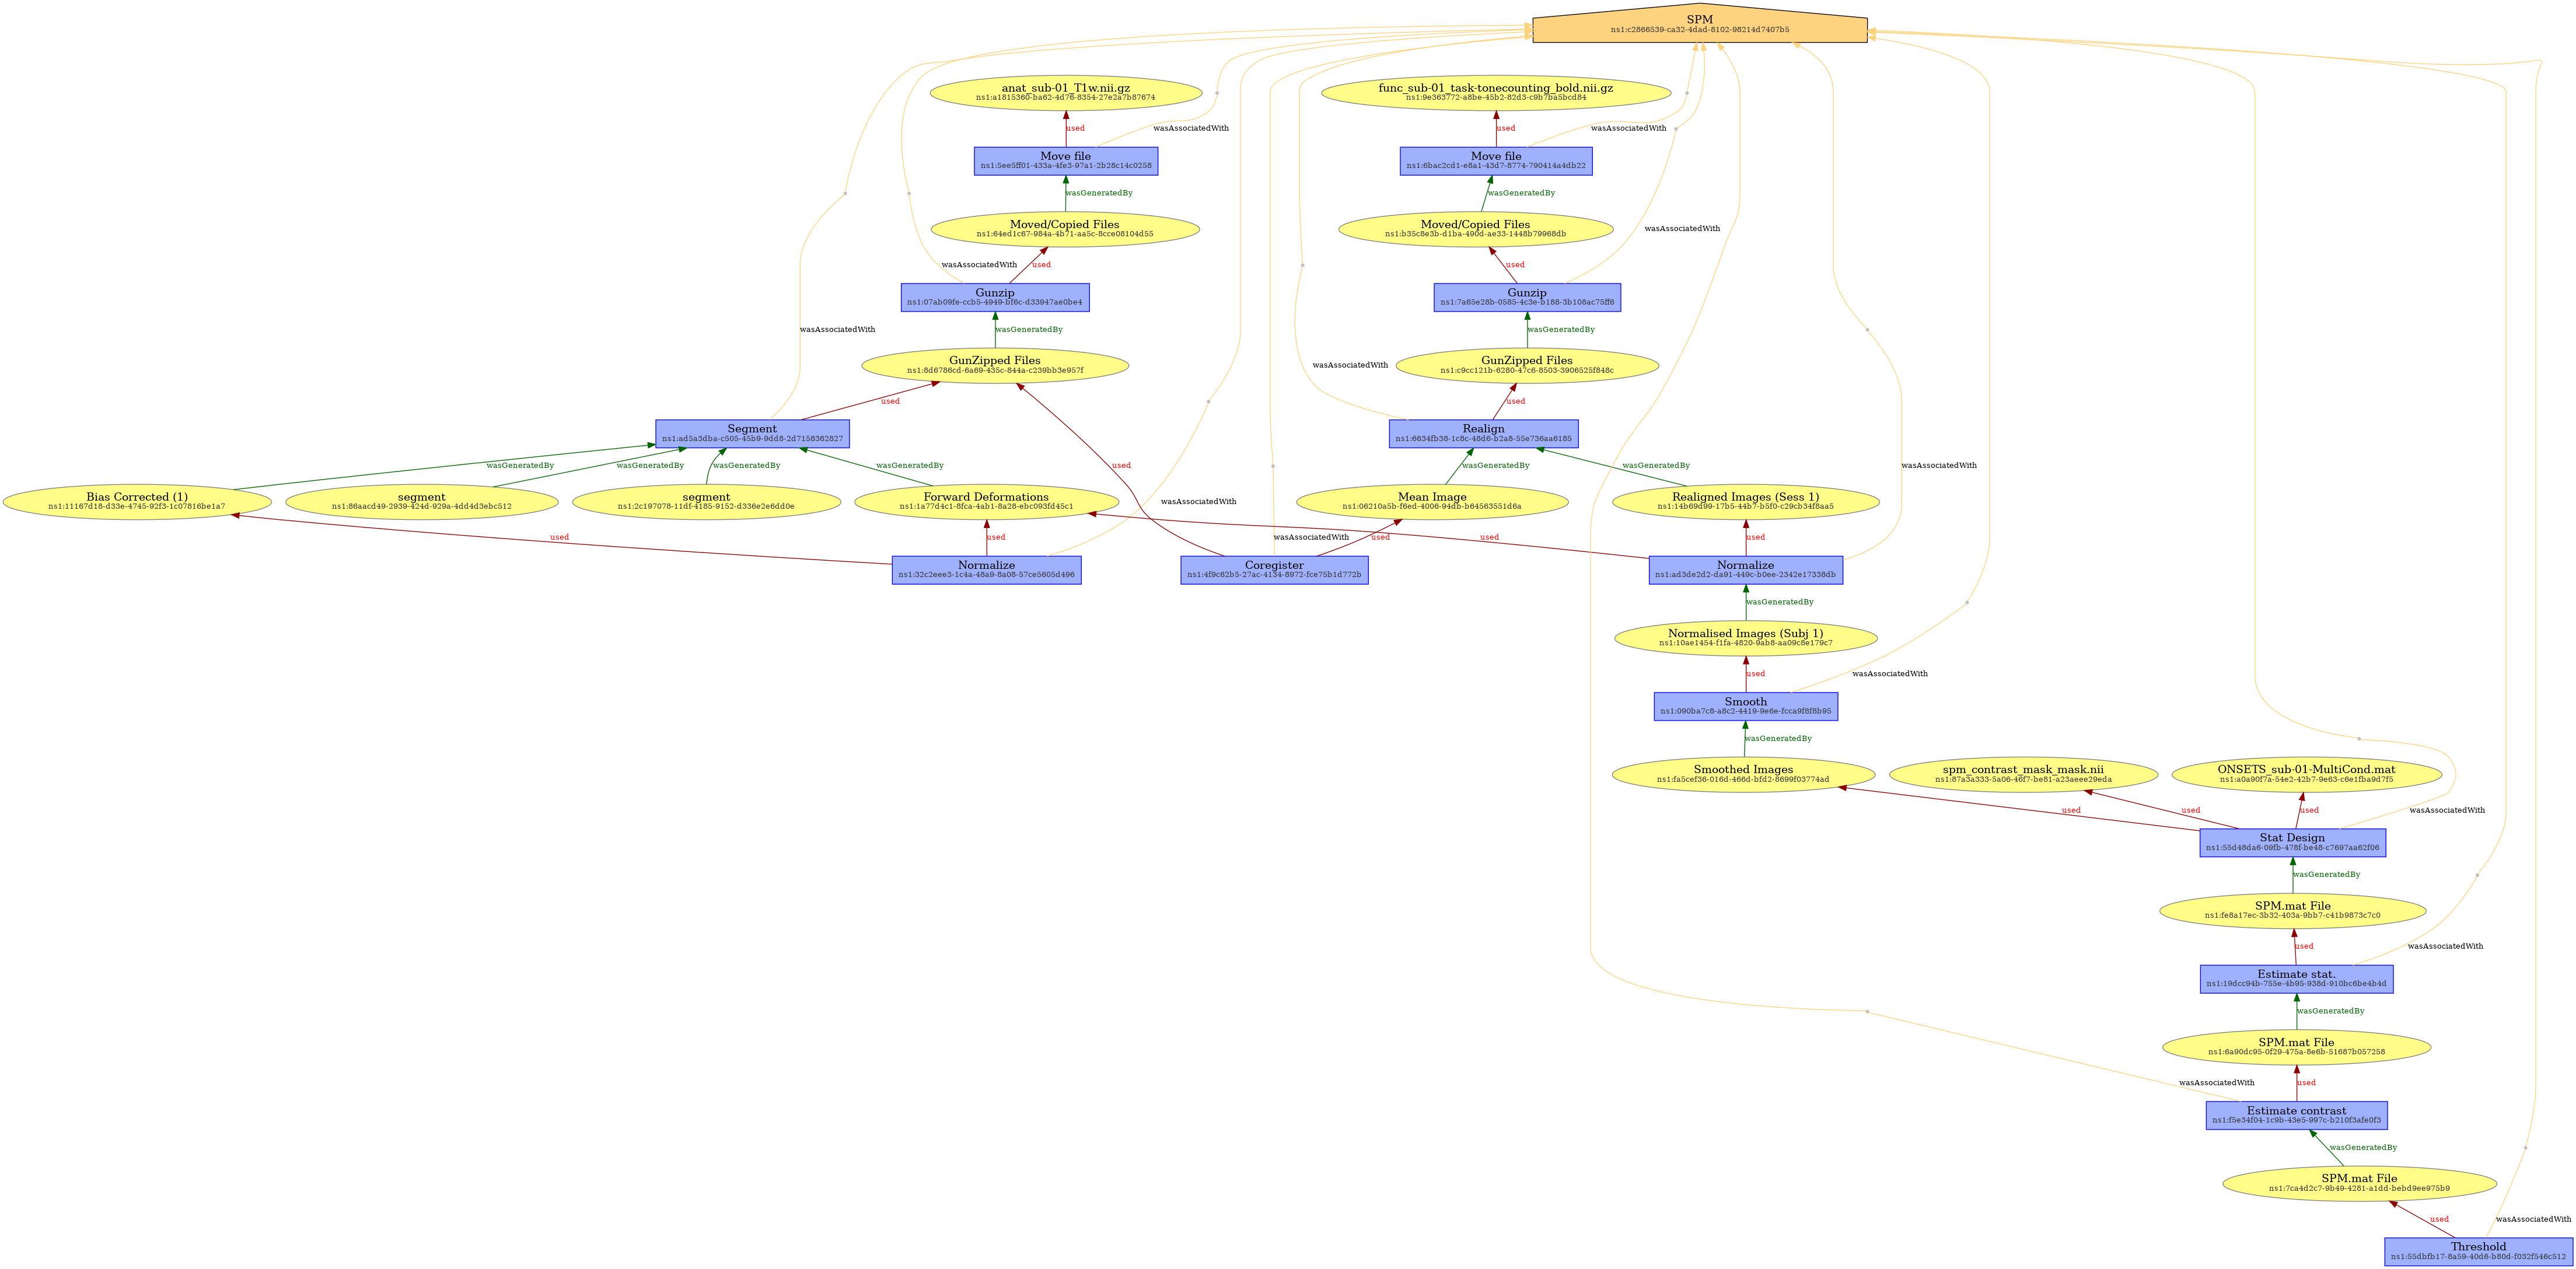 SPM
ns1:c2866539-ca32-4dad-8102-98214d7407b5
anat_sub-01_T1w.nii.gz
ns1:a1815360-ba62-4d76-8354-27e2a7b87674
func_sub-01_task-tonecounting_bold.nii.gz
ns1:9e363772-a8be-45b2-82d3-c9b7ba5bcd84
used
wasAssociatedWith
used
wasAssociatedWith
Move file
ns1:5ee5ff01-433a-4fe3-97a1-2b28c14c0258
Move file
ns1:6bac2cd1-e8a1-43d7-8774-790414a4db22
wasGeneratedBy
wasGeneratedBy
Moved/Copied Files
ns1:64ed1c67-984a-4b71-aa5c-8cce08104d55
Moved/Copied Files
ns1:b35c8e3b-d1ba-490d-ae33-1448b79968db
wasAssociatedWith
wasAssociatedWith
used
used
Gunzip
ns1:07ab09fe-ccb5-4949-bf6c-d33947ae0be4
Gunzip
ns1:7a65e28b-0585-4c3e-b188-3b108ac75ff6
wasAssociatedWith
wasGeneratedBy
wasGeneratedBy
GunZipped Files
ns1:8d6786cd-6a69-435c-844a-c239bb3e957f
wasAssociatedWith
GunZipped Files
ns1:c9cc121b-6280-47c6-8503-3906525f848c
used
used
Segment
ns1:ad5a3dba-c505-45b9-9dd8-2d7158362827
Realign
ns1:6634fb38-1c8c-48d6-b2a8-55e736aa6185
wasGeneratedBy
wasGeneratedBy
wasGeneratedBy
wasGeneratedBy
used
wasGeneratedBy
wasGeneratedBy
wasAssociatedWith
Bias Corrected (1)
ns1:11167d18-d33e-4745-92f3-1c07816be1a7
segment
ns1:86aacd49-2939-424d-929a-4dd4d3ebc512
segment
ns1:2c197078-11df-4185-9152-d336e2e6dd0e
Forward Deformations
ns1:1a77d4c1-8fca-4ab1-8a28-ebc093fd45c1
wasAssociatedWith
Mean Image
ns1:06210a5b-f6ed-4006-94db-b64563551d6a
Realigned Images (Sess 1)
ns1:14b69d99-17b5-44b7-b5f0-c29cb34f8aa5
used
used
wasAssociatedWith
used
used
used
Normalize
ns1:32c2eee3-1c4a-48a9-8a08-57ce5605d496
Coregister
ns1:4f9c62b5-27ac-4134-8972-fce75b1d772b
Normalize
ns1:ad3de2d2-da91-449c-b0ee-2342e17338db
wasGeneratedBy
Normalised Images (Subj 1)
ns1:10ae1454-f1fa-4820-9ab8-aa09c8e179c7
used
wasAssociatedWith
Smooth
ns1:090ba7c8-a8c2-4419-9e6e-fcca9f8f8b95
wasGeneratedBy
Smoothed Images
ns1:fa5cef36-016d-466d-bfd2-8699f03774ad
spm_contrast_mask_mask.nii
ns1:87a3a333-5a06-46f7-be81-a23aeee29eda
ONSETS_sub-01-MultiCond.mat
ns1:a0a90f7a-54e2-42b7-9e63-c6e1fba9d7f5
used
used
used
wasAssociatedWith
Stat Design
ns1:55d48da6-09fb-478f-be48-c7697aa62f06
wasGeneratedBy
SPM.mat File
ns1:fe8a17ec-3b32-403a-9bb7-c41b9873c7c0
used
wasAssociatedWith
Estimate stat.
ns1:19dcc94b-755e-4b95-938d-910bc6be4b4d
wasGeneratedBy
SPM.mat File
ns1:6a90dc95-0f29-475a-8e6b-51687b057258
wasAssociatedWith
used
Estimate contrast
ns1:f5e34f04-1c9b-43e5-997c-b210f3afe0f3
wasGeneratedBy
SPM.mat File
ns1:7ca4d2c7-9b49-4281-a1dd-bebd9ee975b9
used
wasAssociatedWith
Threshold
ns1:55dbfb17-8a59-40d6-b80d-f032f546c512